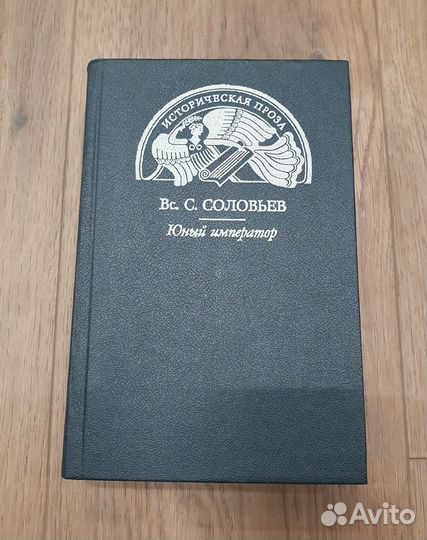 ИСТОРИЧЕСКАЯ ПРОЗА
Вс. С. СОЛОВЬЕВ
Юный император
Avito